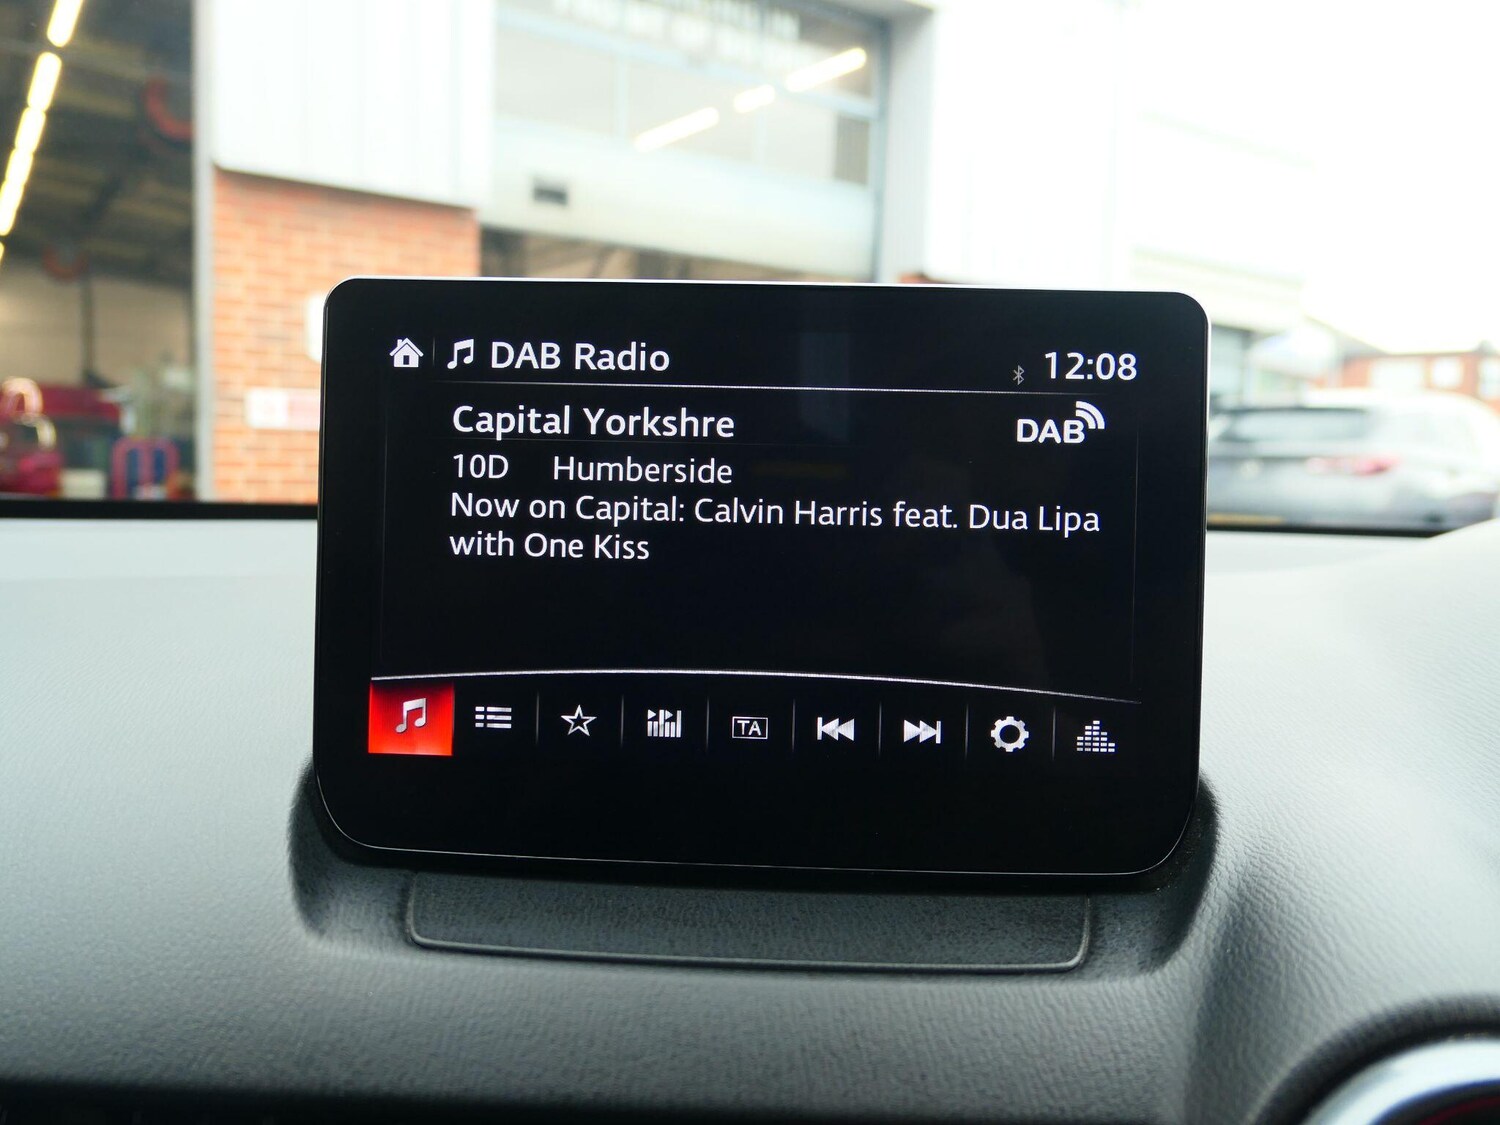 DAB Radio
12:08
Capital Yorkshre
DAB
10D Humberside
Now on Capital: Calvin Harris feat. Dua Lipa
with One Kiss
TA